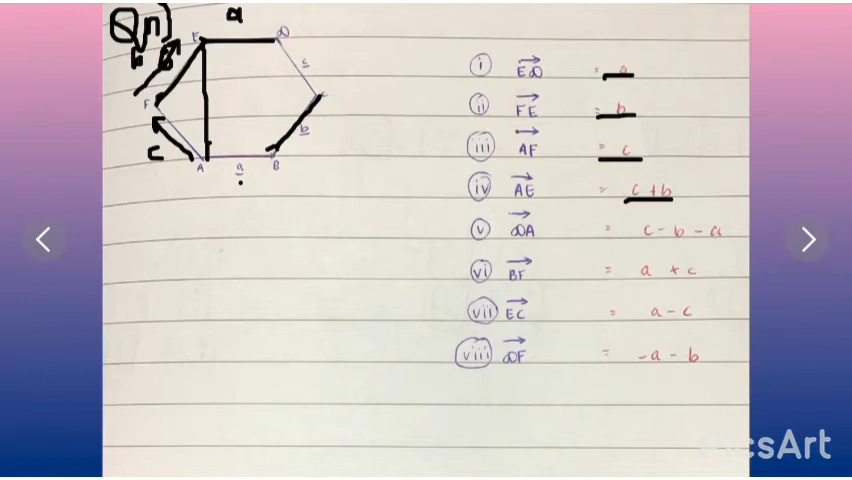 Qn)
a
E
D
b
c
F
b
c
A
a
B
(i) ED = a
(ii) FE = b
(iii) AF = c
(iv) AE = c + b
(v) DA = c - b - a
(vi) BF = a + c
(vii) EC = a - c
(viii) DF = -a - b